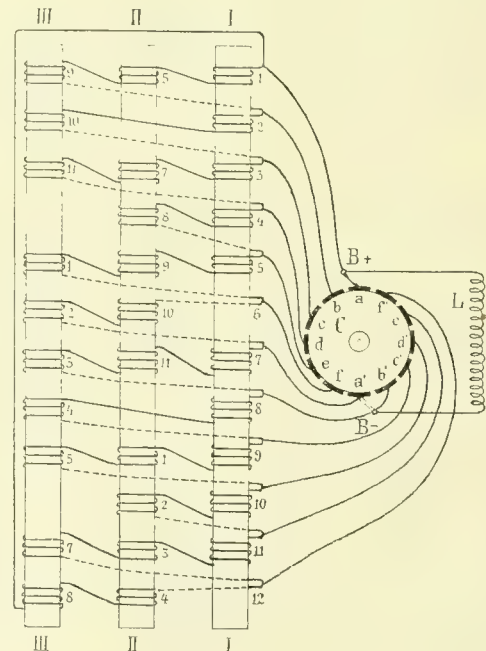 III II I
9 5 1
10 2
11 7 3
8 4
1 9 5
2 10 6
3 11 7
4 8
5 1 9
2 10
7 3 11
8 4 12
III II I
B+
L
a
b f'
c f c
d d'
e c'
f b'
a'
B-